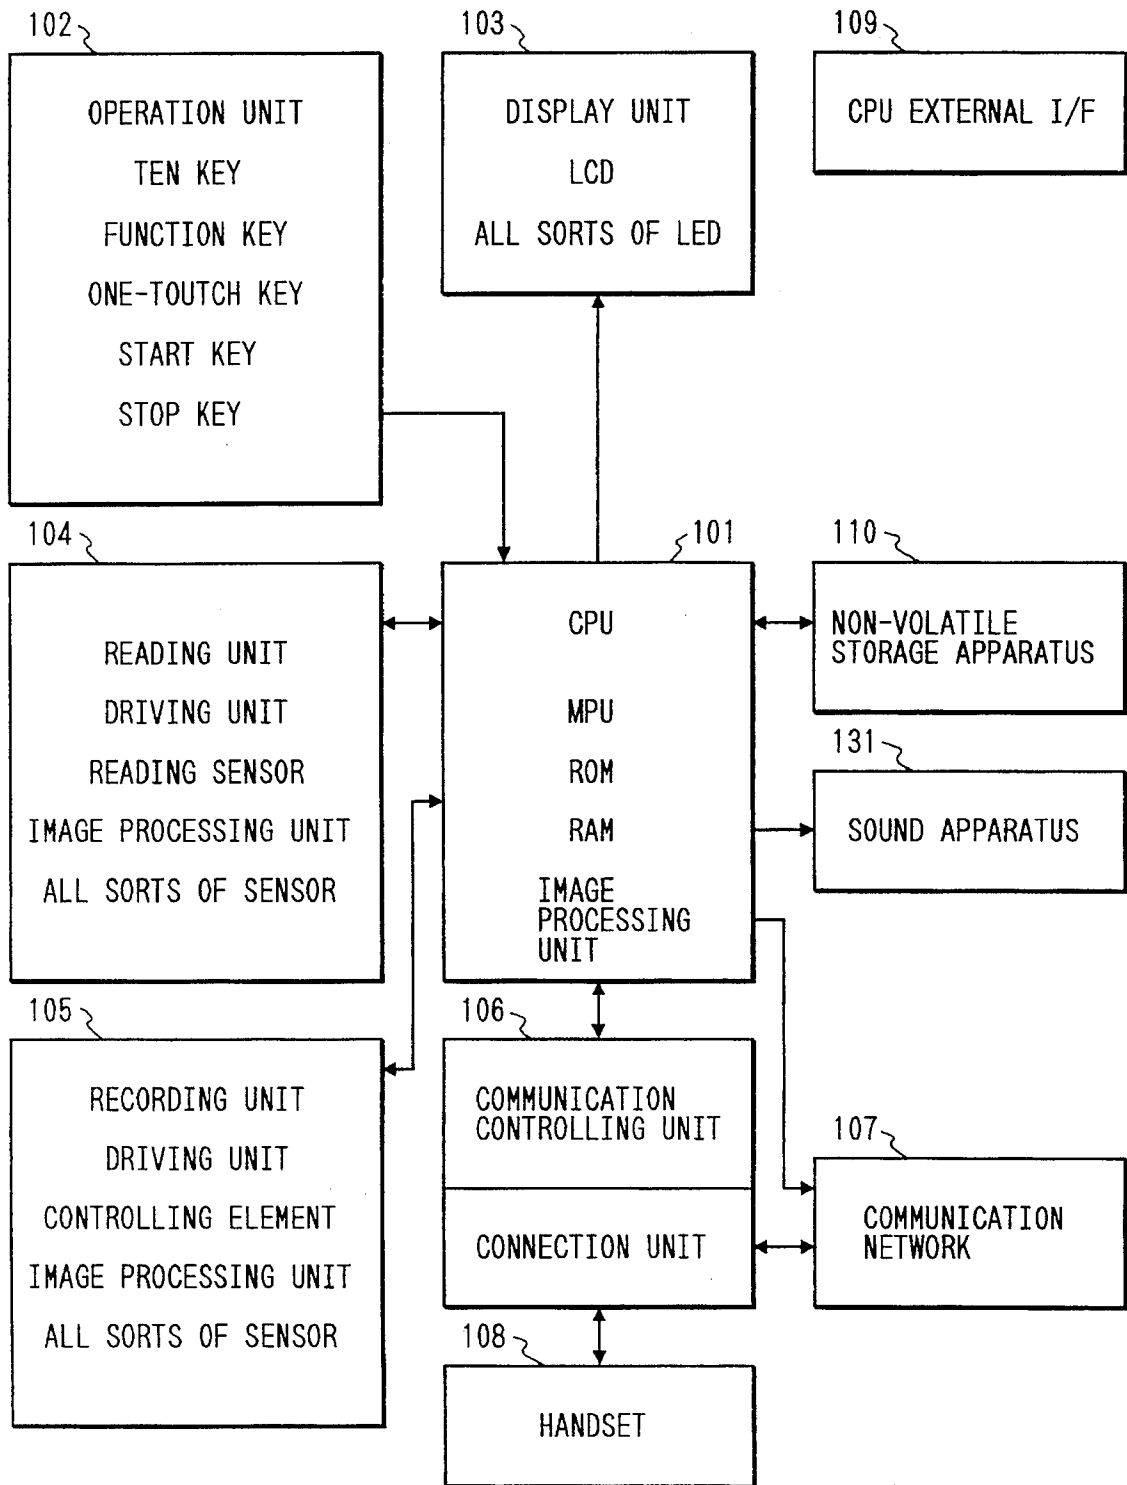 102
OPERATION UNIT
TEN KEY
FUNCTION KEY
ONE-TOUTCH KEY
START KEY
STOP KEY
103
DISPLAY UNIT
LCD
ALL SORTS OF LED
109
CPU EXTERNAL I/F
104
READING UNIT
DRIVING UNIT
READING SENSOR
IMAGE PROCESSING UNIT
ALL SORTS OF SENSOR
101
CPU
MPU
ROM
RAM
IMAGE
PROCESSING
UNIT
110
NON-VOLATILE
STORAGE APPARATUS
131
SOUND APPARATUS
105
RECORDING UNIT
DRIVING UNIT
CONTROLLING ELEMENT
IMAGE PROCESSING UNIT
ALL SORTS OF SENSOR
106
COMMUNICATION
CONTROLLING UNIT
CONNECTION UNIT
107
COMMUNICATION
NETWORK
108
HANDSET